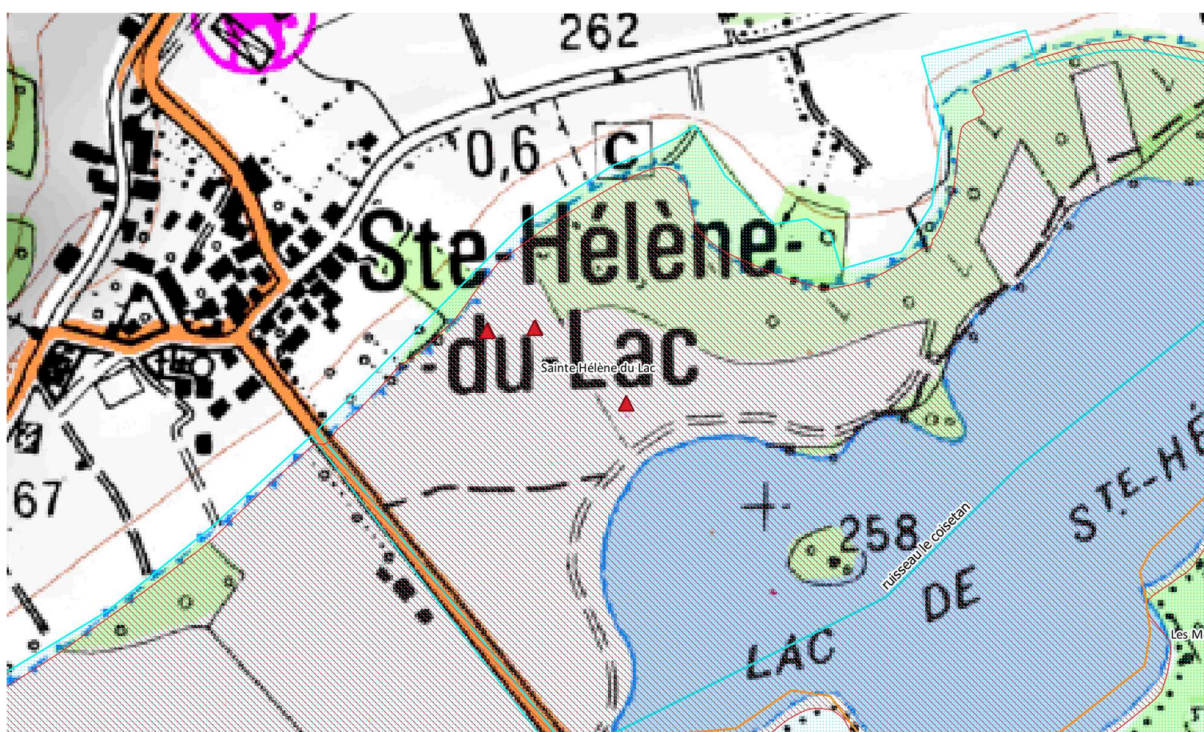 262
0,6 C
Ste-Hélène-
-du-Lac
Sainte Hélène du Lac
67
258
ruisseau le coisetan
LAC DE STE-HÉ
Les M